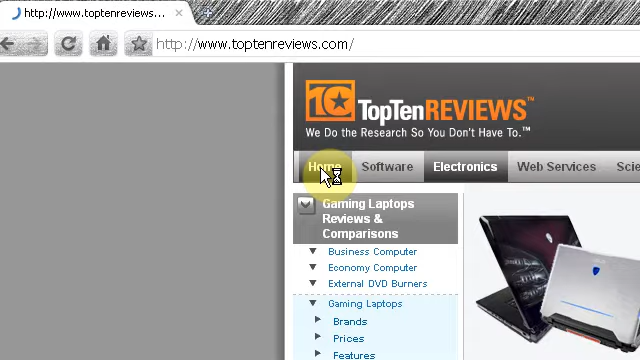 http://www.toptenreviews...
http://www.toptenreviews.com/
TopTenREVIEWS™
We Do the Research So You Don't Have To.™
Home Software Electronics Web Services
Gaming Laptops
Reviews &
Comparisons
Business Computer
Economy Computer
External DVD Burners
Gaming Laptops
Brands
Prices
Features